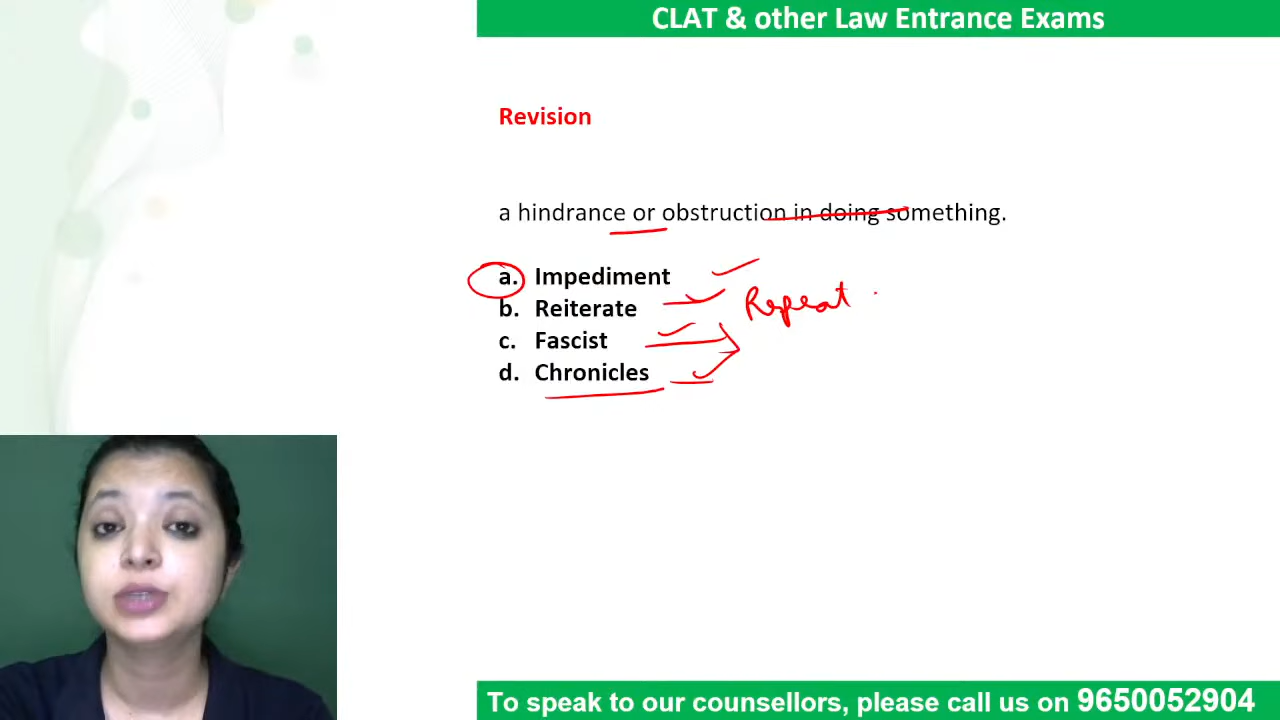 CLAT & other Law Entrance Exams
Revision
a hindrance or obstruction in doing something.
a. Impediment
b. Reiterate
Repeat
c. Fascist
d. Chronicles
To speak to our counsellors, please call us on 9650052904